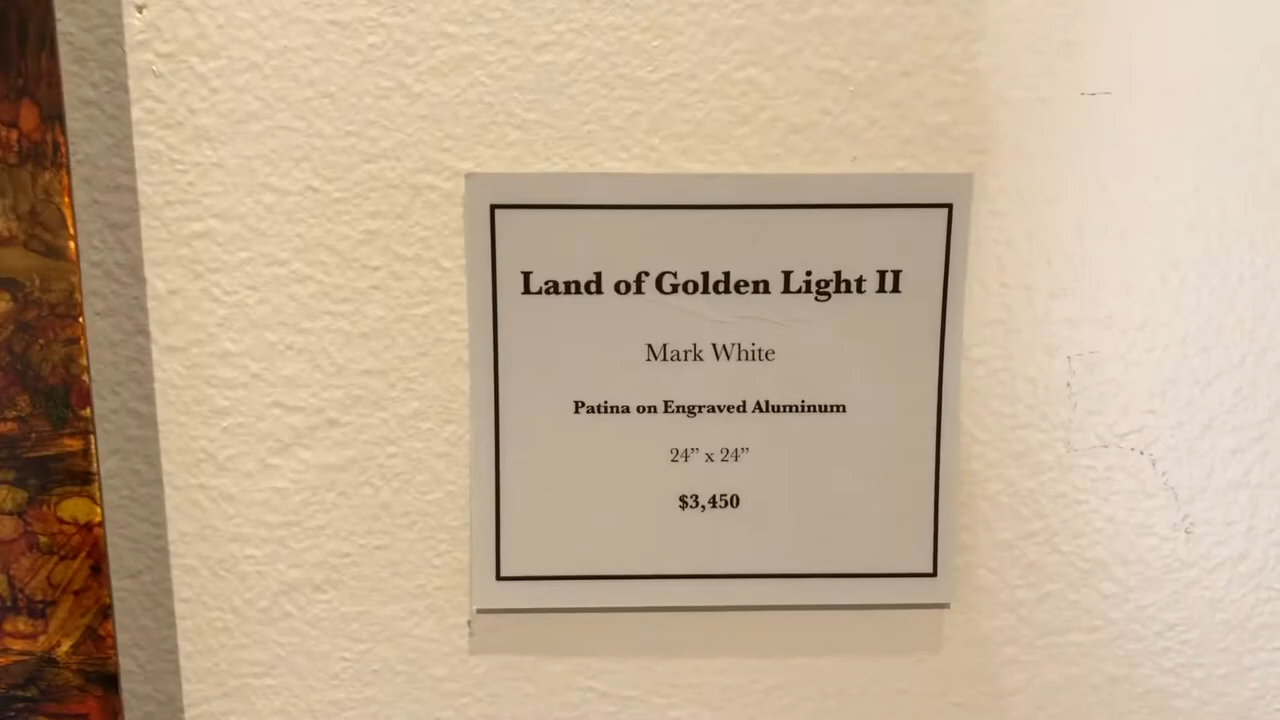 Land of Golden Light II
Mark White
Patina on Engraved Aluminum
24” x 24”
$3,450